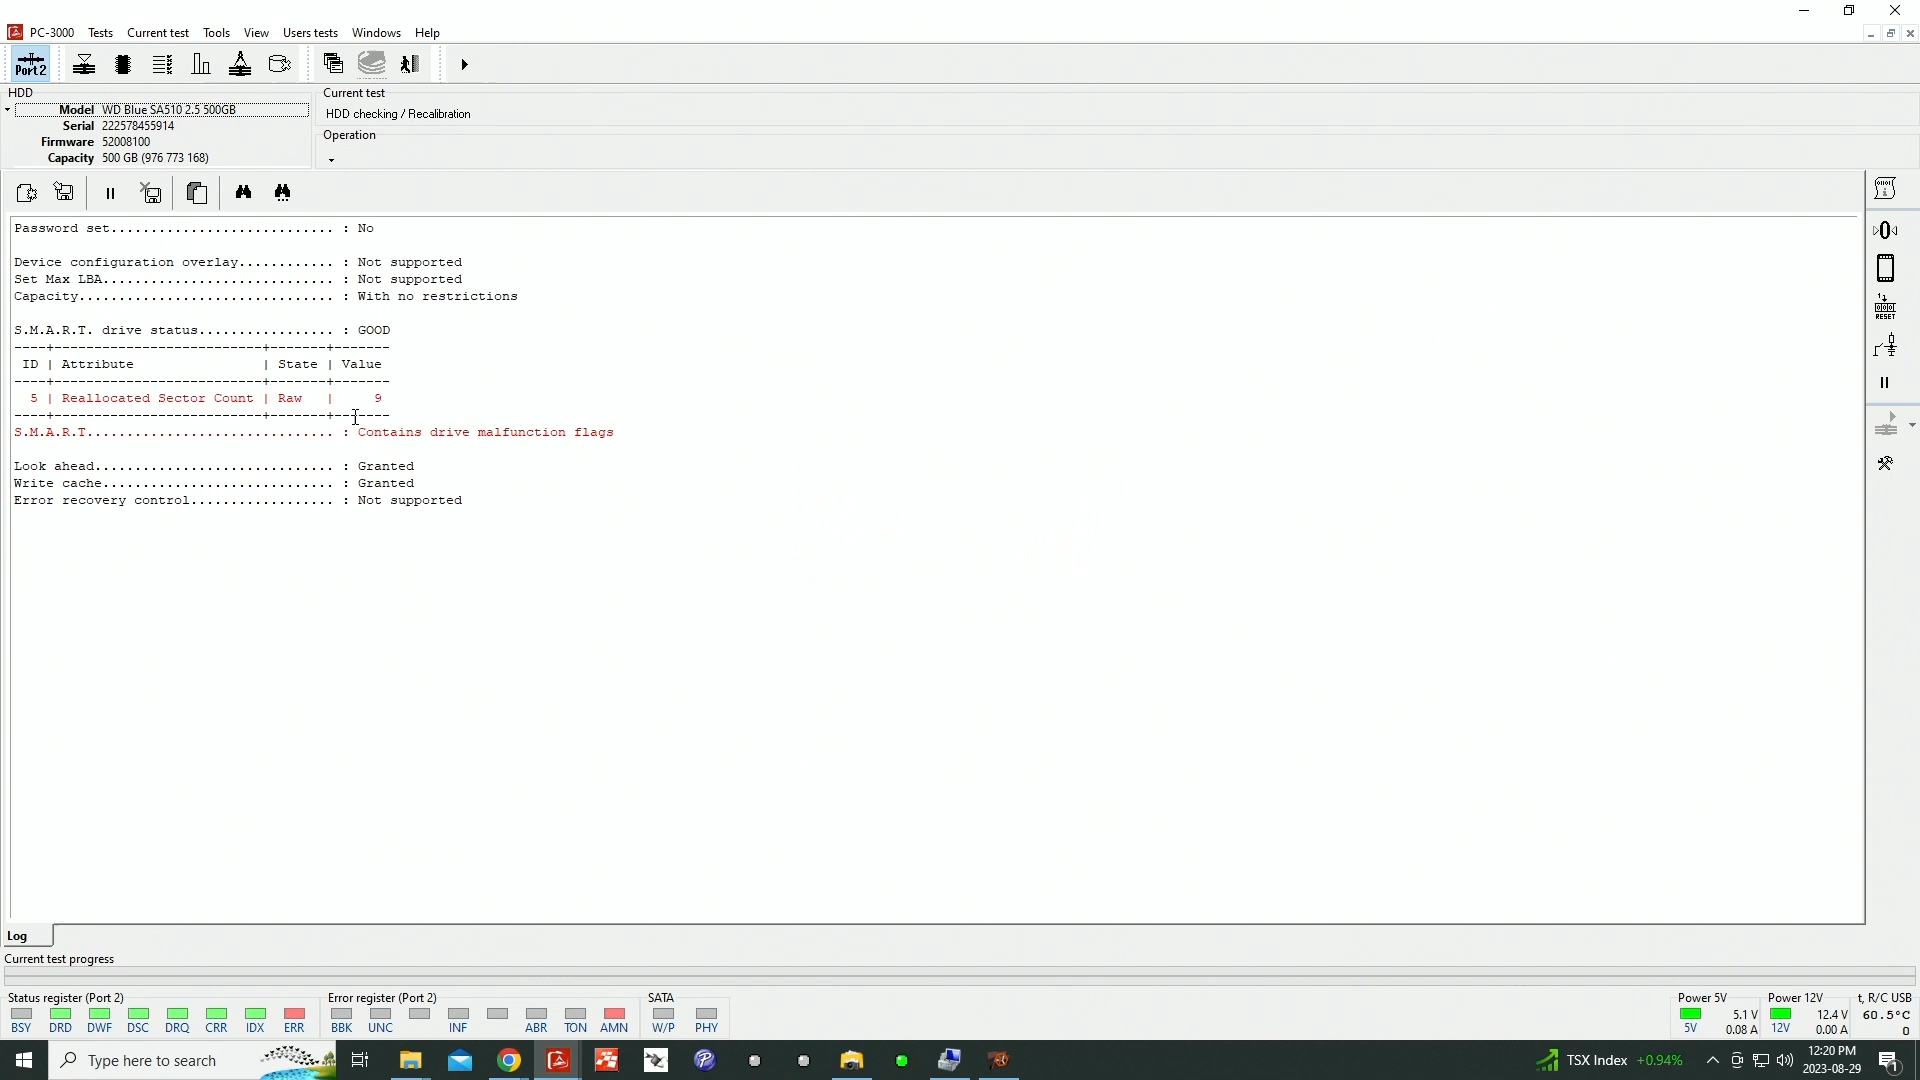 PC-3000 Tests Current test Tools View Users tests Windows Help
Port2
HDD
Model WD Blue SA510 2.5 500GB
Serial 222578455914
Firmware 52008100
Capacity 500 GB (976 773 168)
Current test
HDD checking / Recalibration
Operation
RESET
Password set............................ : No
Device configuration overlay............ : Not supported
Set Max LBA............................. : Not supported
Capacity................................ : With no restrictions
S.M.A.R.T. drive status................. : GOOD
----+--------------------------+-------+-------
ID | Attribute | State | Value
----+--------------------------+-------+-------
5 | Reallocated Sector Count | Raw | 9
----+--------------------------+-------+-------
S.M.A.R.T............................... : Contains drive malfunction flags
Look ahead.............................. : Granted
Write cache............................. : Granted
Error recovery control.................. : Not supported
Log
Current test progress
Status register (Port 2)
BSY DRD DWF DSC DRQ CRR IDX ERR
Error register (Port 2)
BBK UNC INF ABR TON AMN
SATA
W/P PHY
Power 5V
5V 5.1 V
0.08 A
Power 12V
12V 12.4 V
0.00 A
t, R/C USB
60.5°C
0
Type here to search
TSX Index +0.94%
12:20 PM
2023-08-29
1